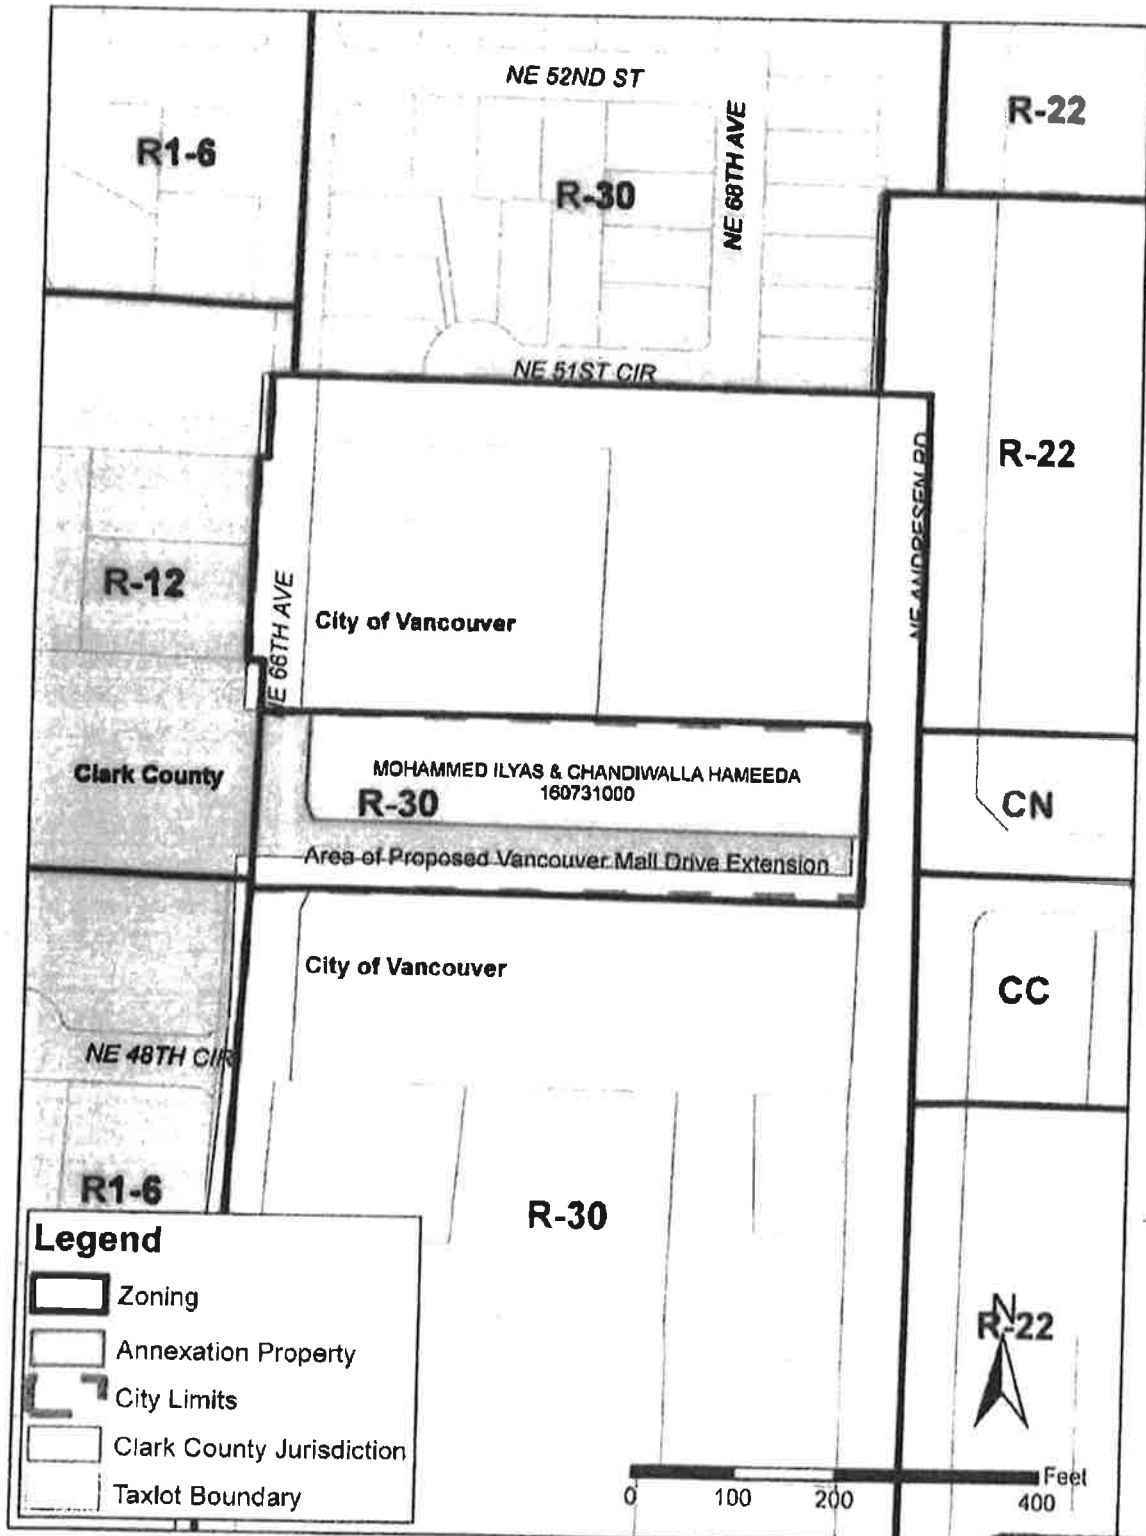 NE 52ND ST
R-22
R1-6
R-30
NE 68TH AVE
NE 51ST CIR
R-22
NE ANDRESEN RD
R-12
NE 66TH AVE
City of Vancouver
Clark County
MOHAMMED ILYAS & CHANDIWALLA HAMEEDA
160731000
R-30
CN
Area of Proposed Vancouver Mall Drive Extension
City of Vancouver
CC
NE 48TH CIR
R1-6
R-30
Legend
Zoning
Annexation Property
City Limits
Clark County Jurisdiction
Taxlot Boundary
N
R-22
Feet
0 100 200 400